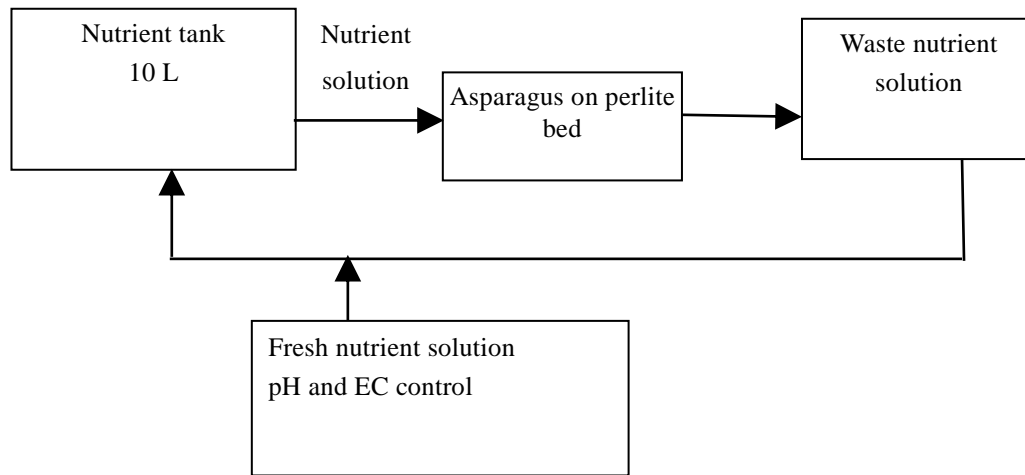 Nutrient tank
10 L
Nutrient
solution
Asparagus on perlite
bed
Waste nutrient
solution
Fresh nutrient solution
pH and EC control